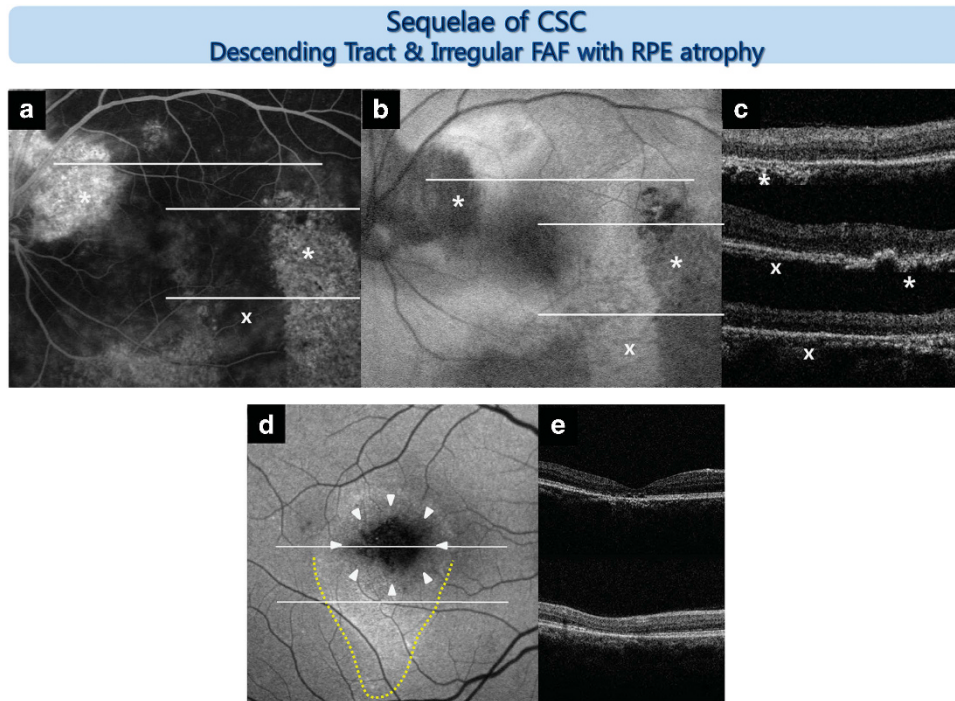 Sequelae of CSC
Descending Tract & Irregular FAF with RPE atrophy
a
b
c
*
*
x
*
*
x
*
x
*
x
d
e